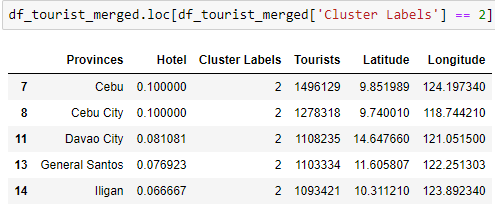 df_tourist_merged.loc[df_tourist_merged['Cluster Labels'] == 2]
Provinces Hotel Cluster Labels Tourists Latitude Longitude
7 Cebu 0.100000 2 1496129 9.851989 124.197340
8 Cebu City 0.100000 2 1278318 9.740010 118.744210
11 Davao City 0.081081 2 1108235 14.647660 121.051500
13 General Santos 0.076923 2 1103334 11.605807 122.251303
14 Iligan 0.066667 2 1093421 10.311210 123.892340